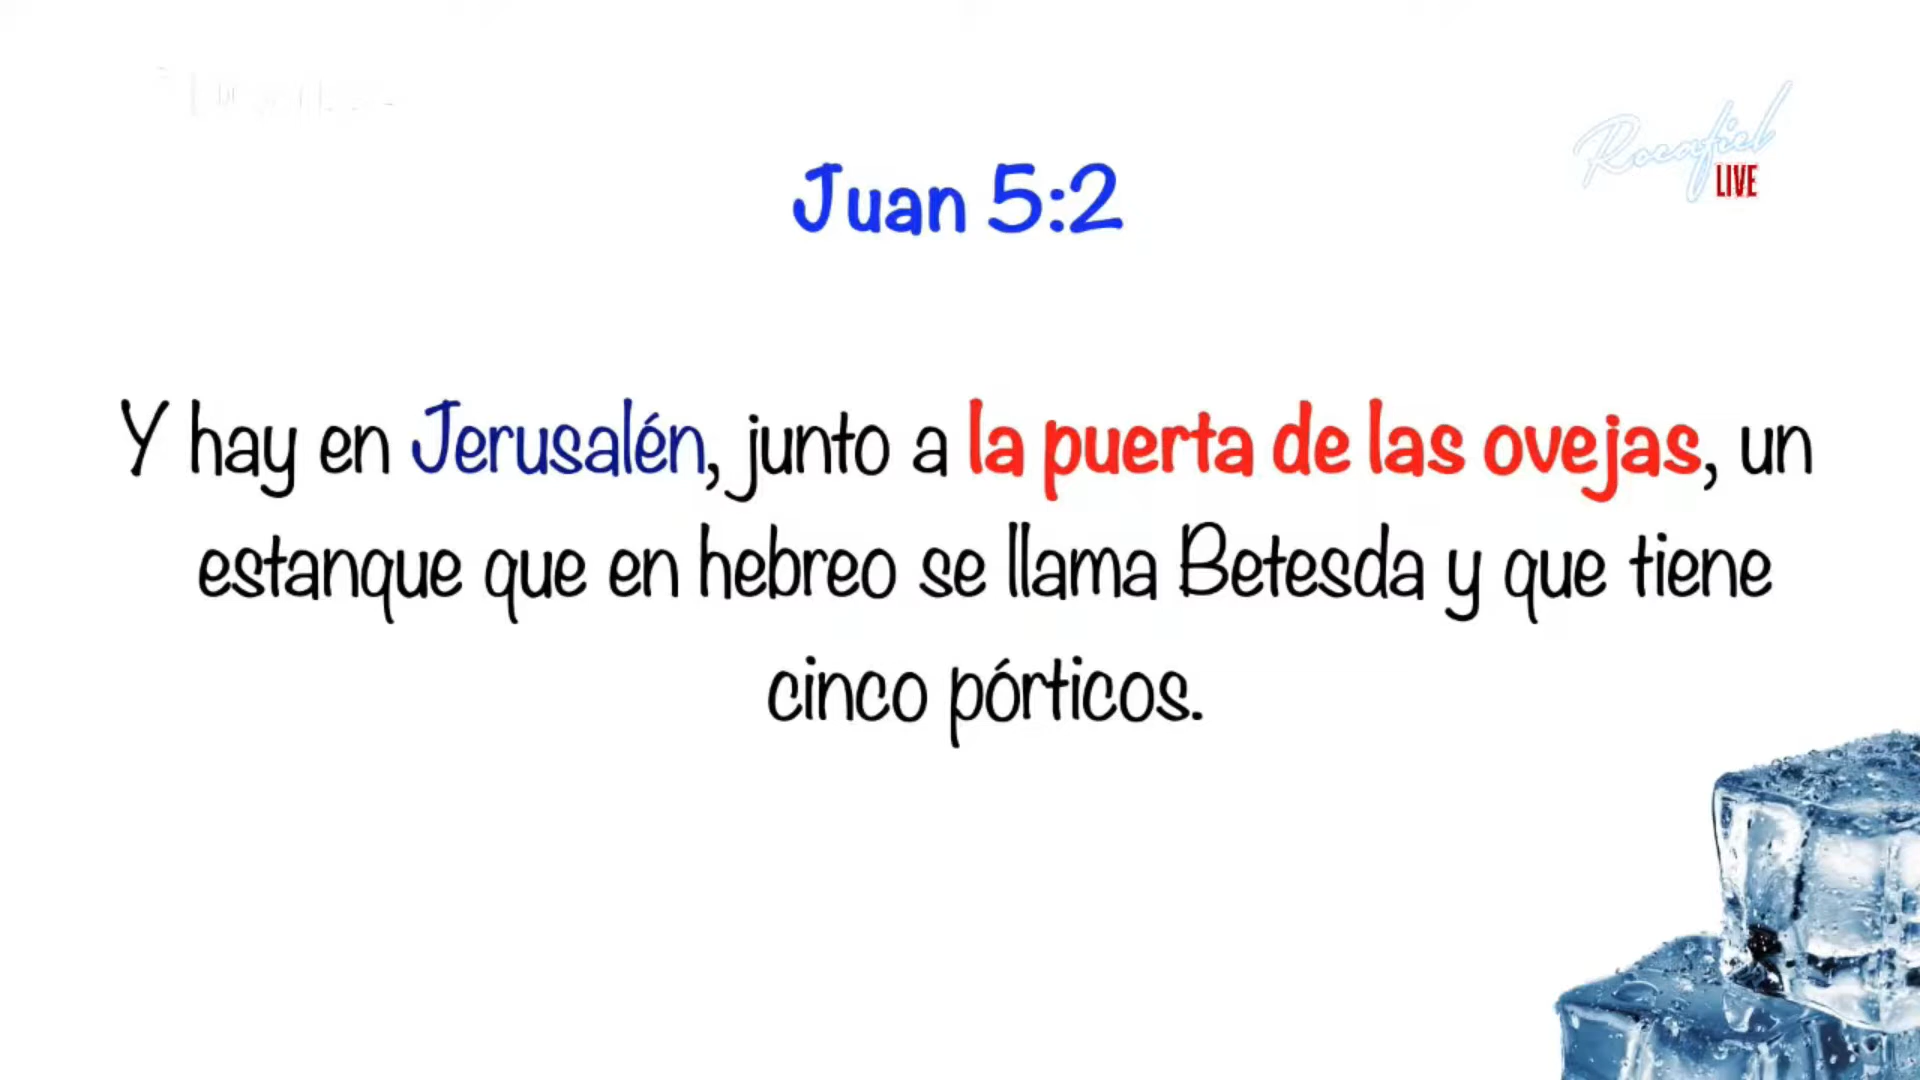 Rocafiel
LIVE
Juan 5:2
Y hay en Jerusalén, junto a la puerta de las ovejas, un
estanque que en hebreo se llama Betesda y que tiene
cinco pórticos.